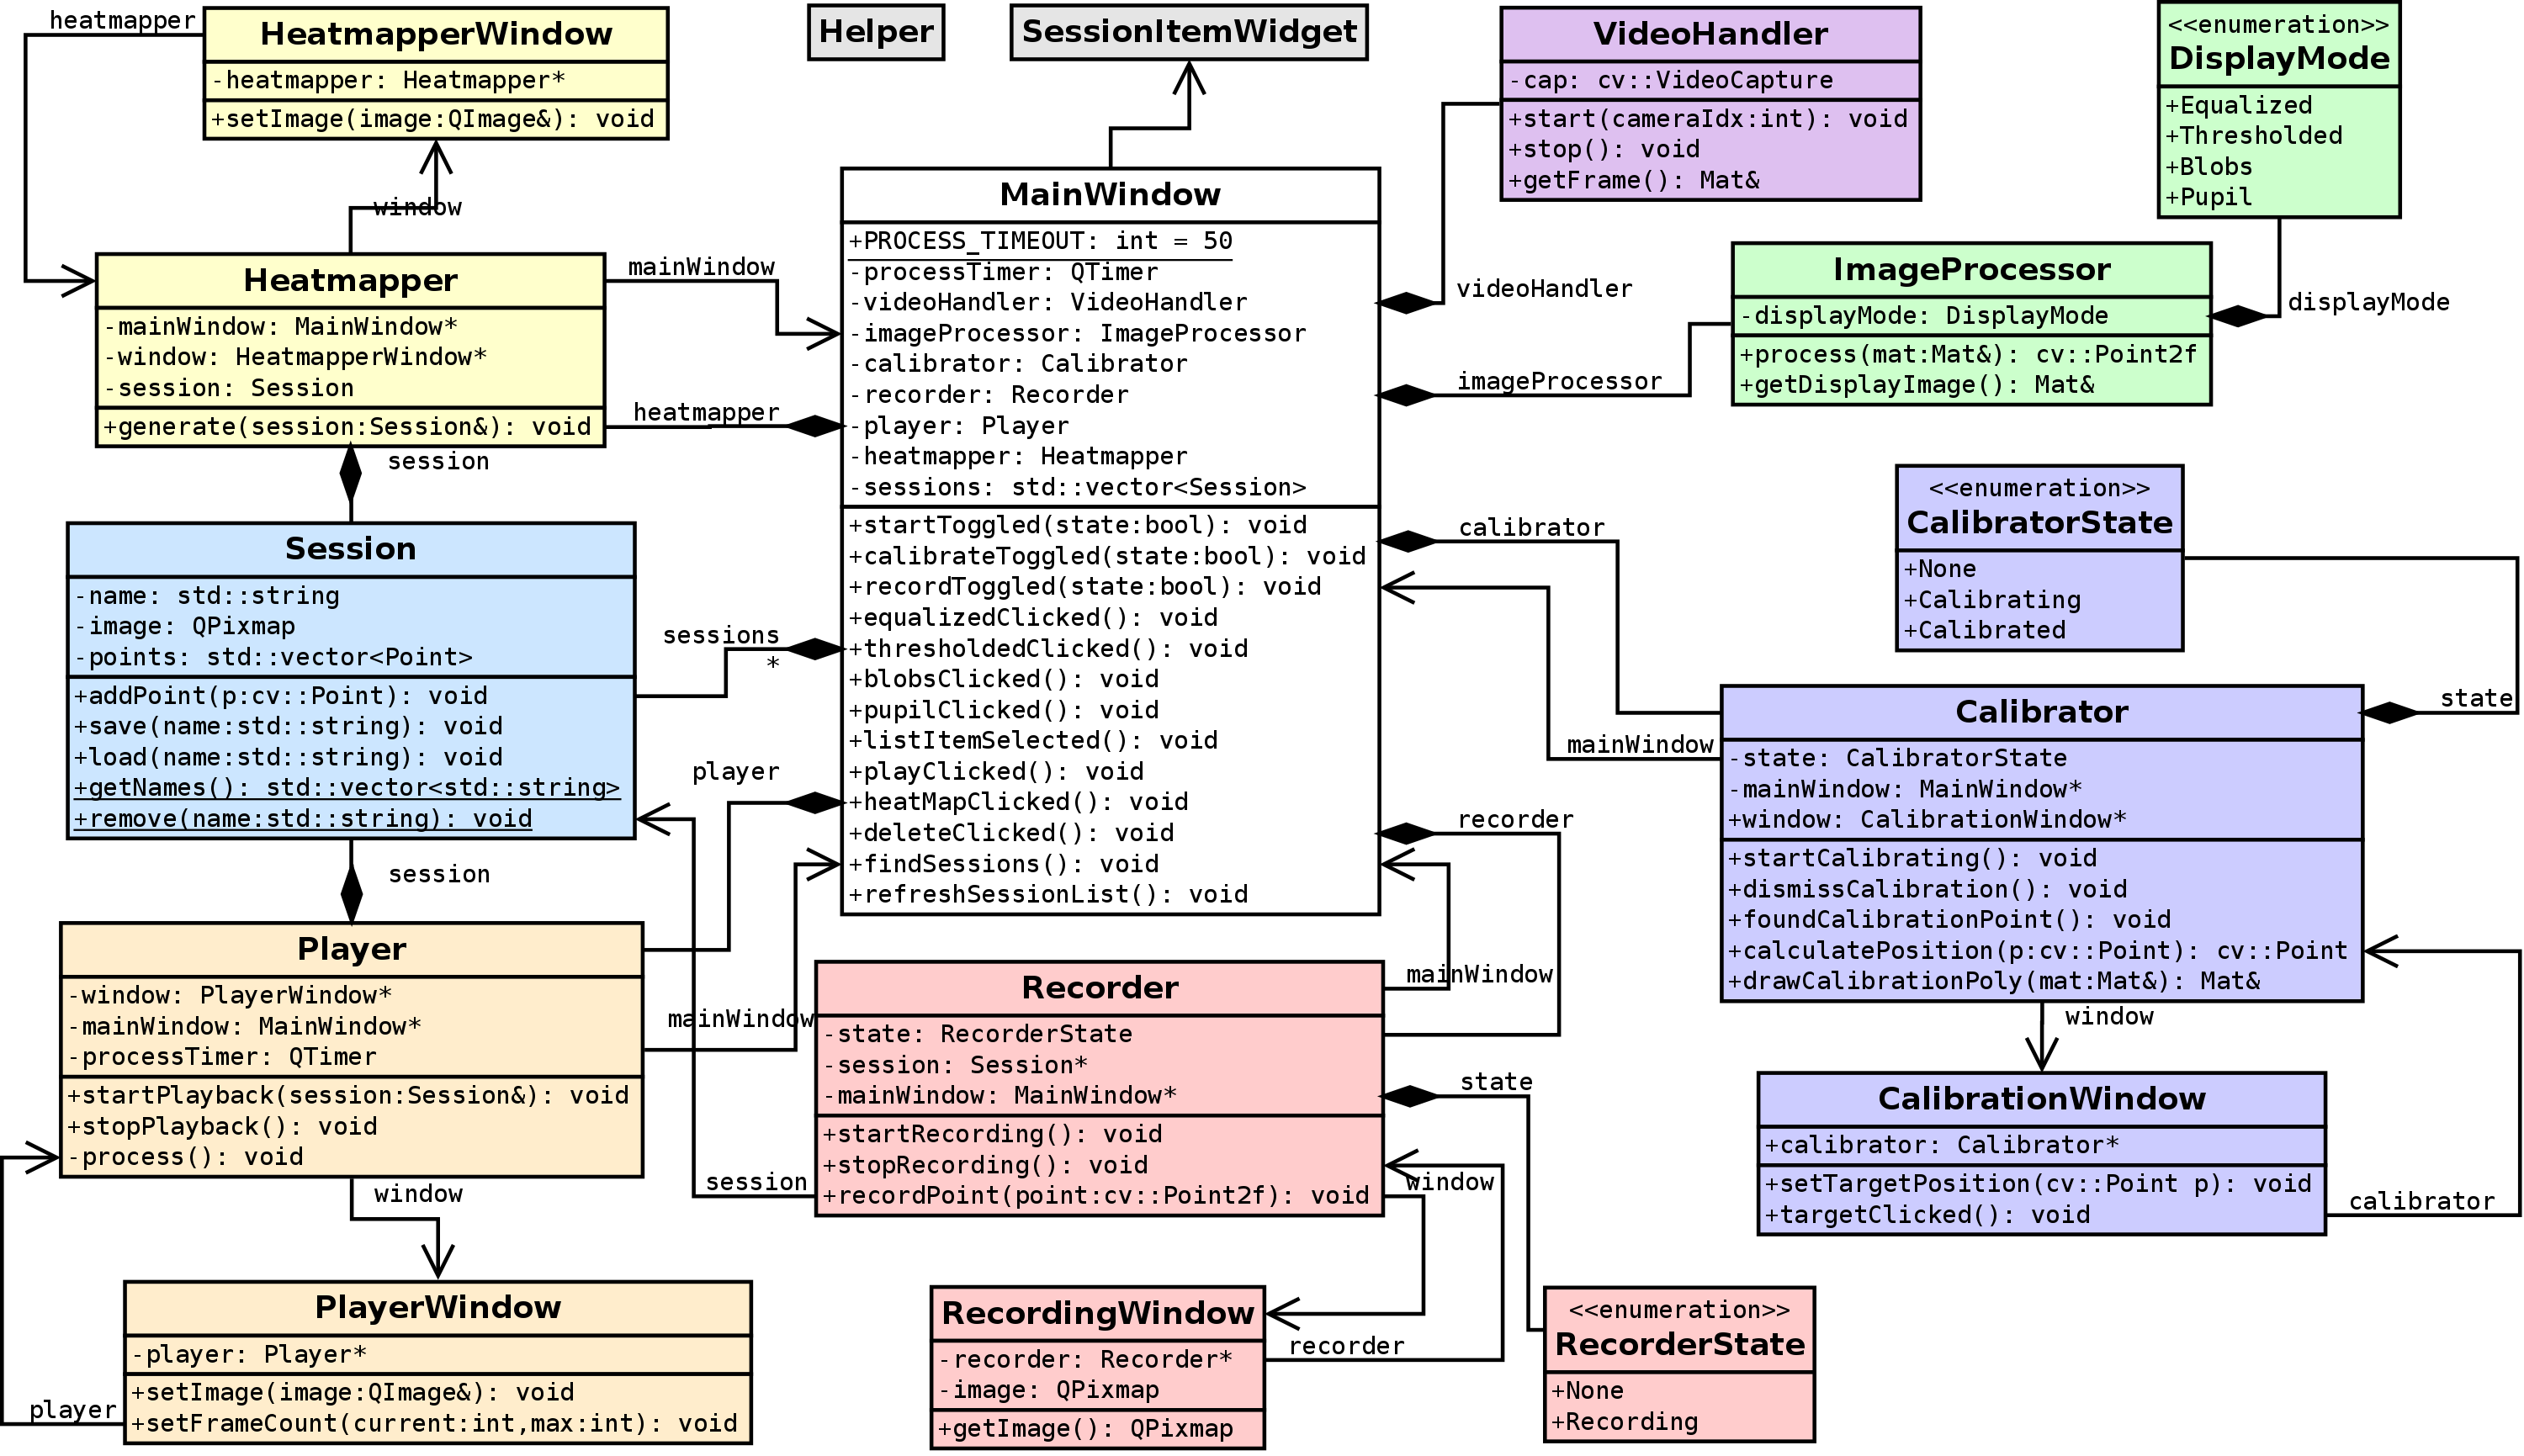 heatmapper
HeatmapperWindow
-heatmapper: Heatmapper*
+setImage(image:QImage&): void
window
Heatmapper
-mainWindow: MainWindow*
-window: HeatmapperWindow*
-session: Session
+generate(session:Session&): void
mainWindow
heatmapper
session
Session
-name: std::string
-image: QPixmap
-points: std::vector<Point>
+addPoint(p:cv::Point): void
+save(name:std::string): void
+load(name:std::string): void
+getNames(): std::vector<std::string>
+remove(name:std::string): void
sessions
*
player
session
Player
-window: PlayerWindow*
-mainWindow: MainWindow*
-processTimer: QTimer
+startPlayback(session:Session&): void
+stopPlayback(): void
-process(): void
mainWindow
window
PlayerWindow
-player: Player*
+setImage(image:QImage&): void
+setFrameCount(current:int,max:int): void
player
Helper
SessionItemWidget
MainWindow
+PROCESS_TIMEOUT: int = 50
-processTimer: QTimer
-videoHandler: VideoHandler
-imageProcessor: ImageProcessor
-calibrator: Calibrator
-recorder: Recorder
-player: Player
-heatmapper: Heatmapper
-sessions: std::vector<Session>
+startToggled(state:bool): void
+calibrateToggled(state:bool): void
+recordToggled(state:bool): void
+equalizedClicked(): void
+thresholdedClicked(): void
+blobsClicked(): void
+pupilClicked(): void
+listItemSelected(): void
+playClicked(): void
+heatMapClicked(): void
+deleteClicked(): void
+findSessions(): void
+refreshSessionList(): void
Recorder
-state: RecorderState
-session: Session*
-mainWindow: MainWindow*
+startRecording(): void
+stopRecording(): void
+recordPoint(point:cv::Point2f): void
session
recorder
mainWindow
state
window
RecordingWindow
-recorder: Recorder*
-image: QPixmap
+getImage(): QPixmap
recorder
<<enumeration>>
RecorderState
+None
+Recording
VideoHandler
-cap: cv::VideoCapture
+start(cameraIdx:int): void
+stop(): void
+getFrame(): Mat&
videoHandler
<<enumeration>>
DisplayMode
+Equalized
+Thresholded
+Blobs
+Pupil
ImageProcessor
-displayMode: DisplayMode
+process(mat:Mat&): cv::Point2f
+getDisplayImage(): Mat&
displayMode
imageProcessor
<<enumeration>>
CalibratorState
+None
+Calibrating
+Calibrated
calibrator
mainWindow
state
Calibrator
-state: CalibratorState
-mainWindow: MainWindow*
+window: CalibrationWindow*
+startCalibrating(): void
+dismissCalibration(): void
+foundCalibrationPoint(): void
+calculatePosition(p:cv::Point): cv::Point
+drawCalibrationPoly(mat:Mat&): Mat&
window
CalibrationWindow
+calibrator: Calibrator*
+setTargetPosition(cv::Point p): void
+targetClicked(): void
calibrator